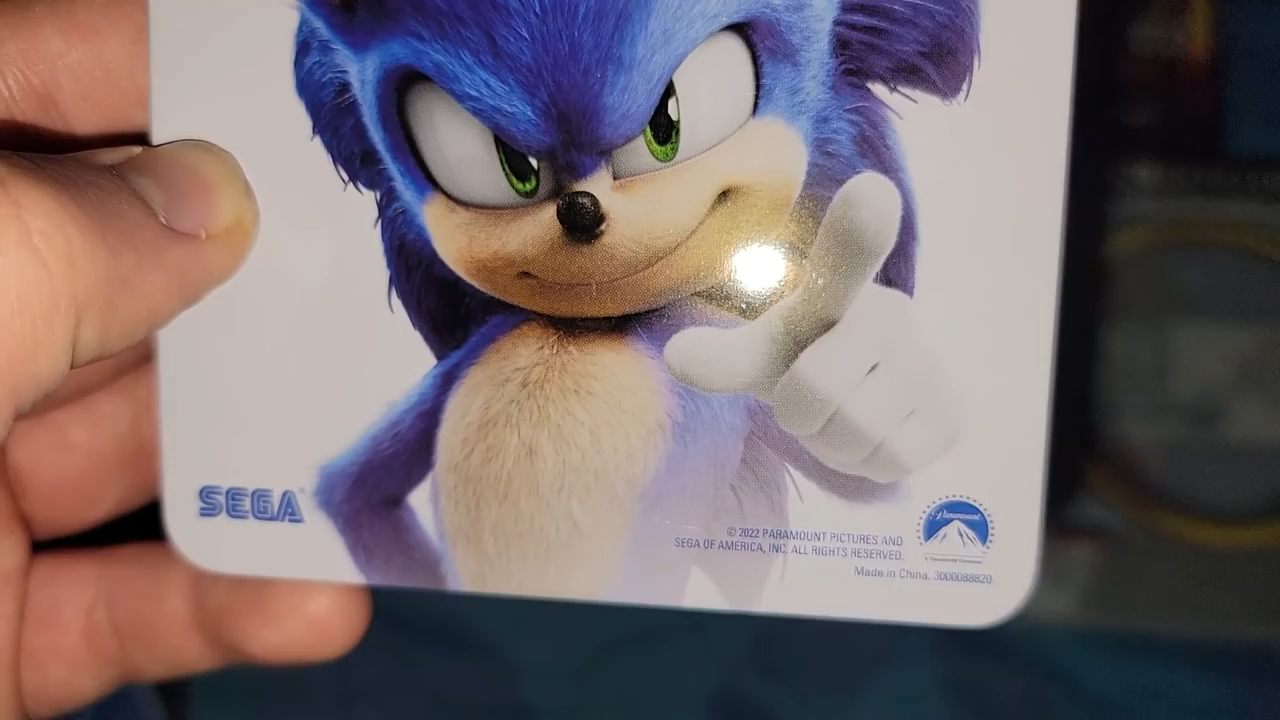 SEGA
© 2022 PARAMOUNT PICTURES AND
SEGA OF AMERICA, INC. ALL RIGHTS RESERVED.
Paramount
Made in China. 3000088820